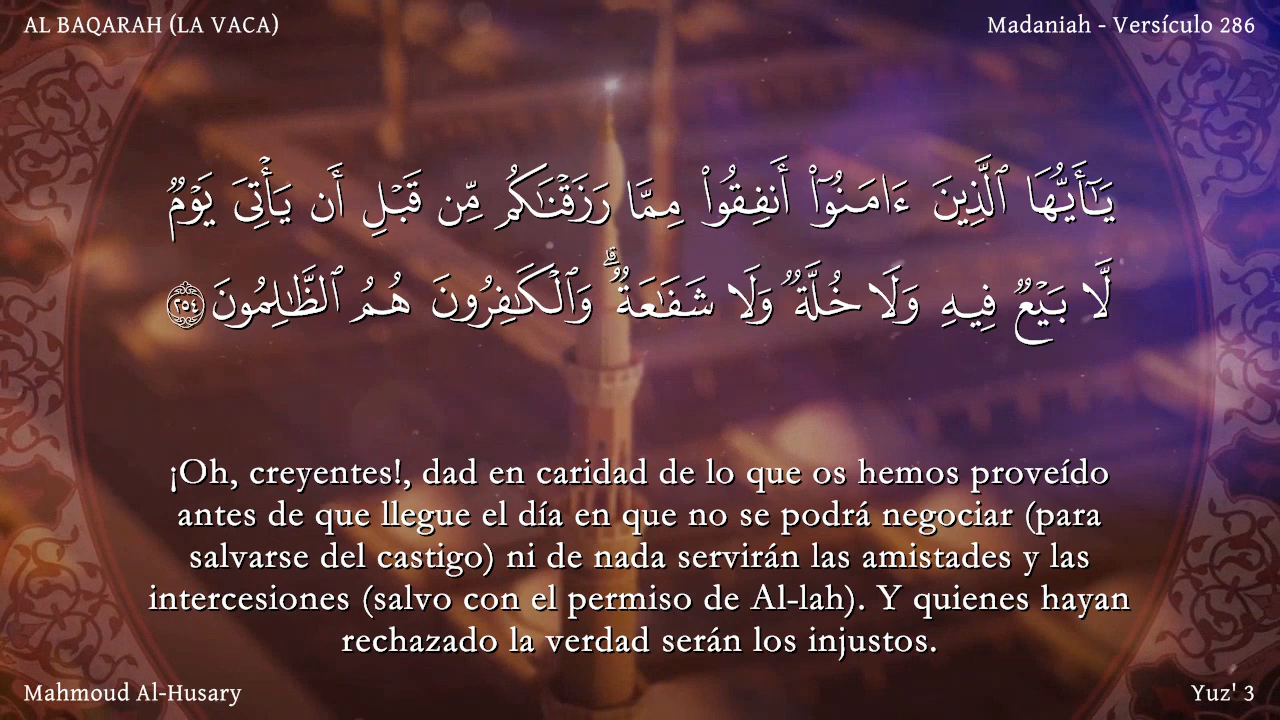 AL BAQARAH (LA VACA)
Madaniah - Versículo 286
يَـٰٓأَيُّهَا ٱلَّذِينَ ءَامَنُوٓا۟ أَنفِقُوا۟ مِمَّا رَزَقْنَـٰكُم مِّن قَبْلِ أَن يَأْتِىَ يَوْمٌ
لَّا بَيْعٌ فِيهِ وَلَا خُلَّةٌ وَلَا شَفَـٰعَةٌ ۗ وَٱلْكَـٰفِرُونَ هُمُ ٱلظَّـٰلِمُونَ ٢٥٤
¡Oh, creyentes!, dad en caridad de lo que os hemos proveído
antes de que llegue el día en que no se podrá negociar (para
salvarse del castigo) ni de nada servirán las amistades y las
intercesiones (salvo con el permiso de Al-lah). Y quienes hayan
rechazado la verdad serán los injustos.
Mahmoud Al-Husary
Yuz' 3